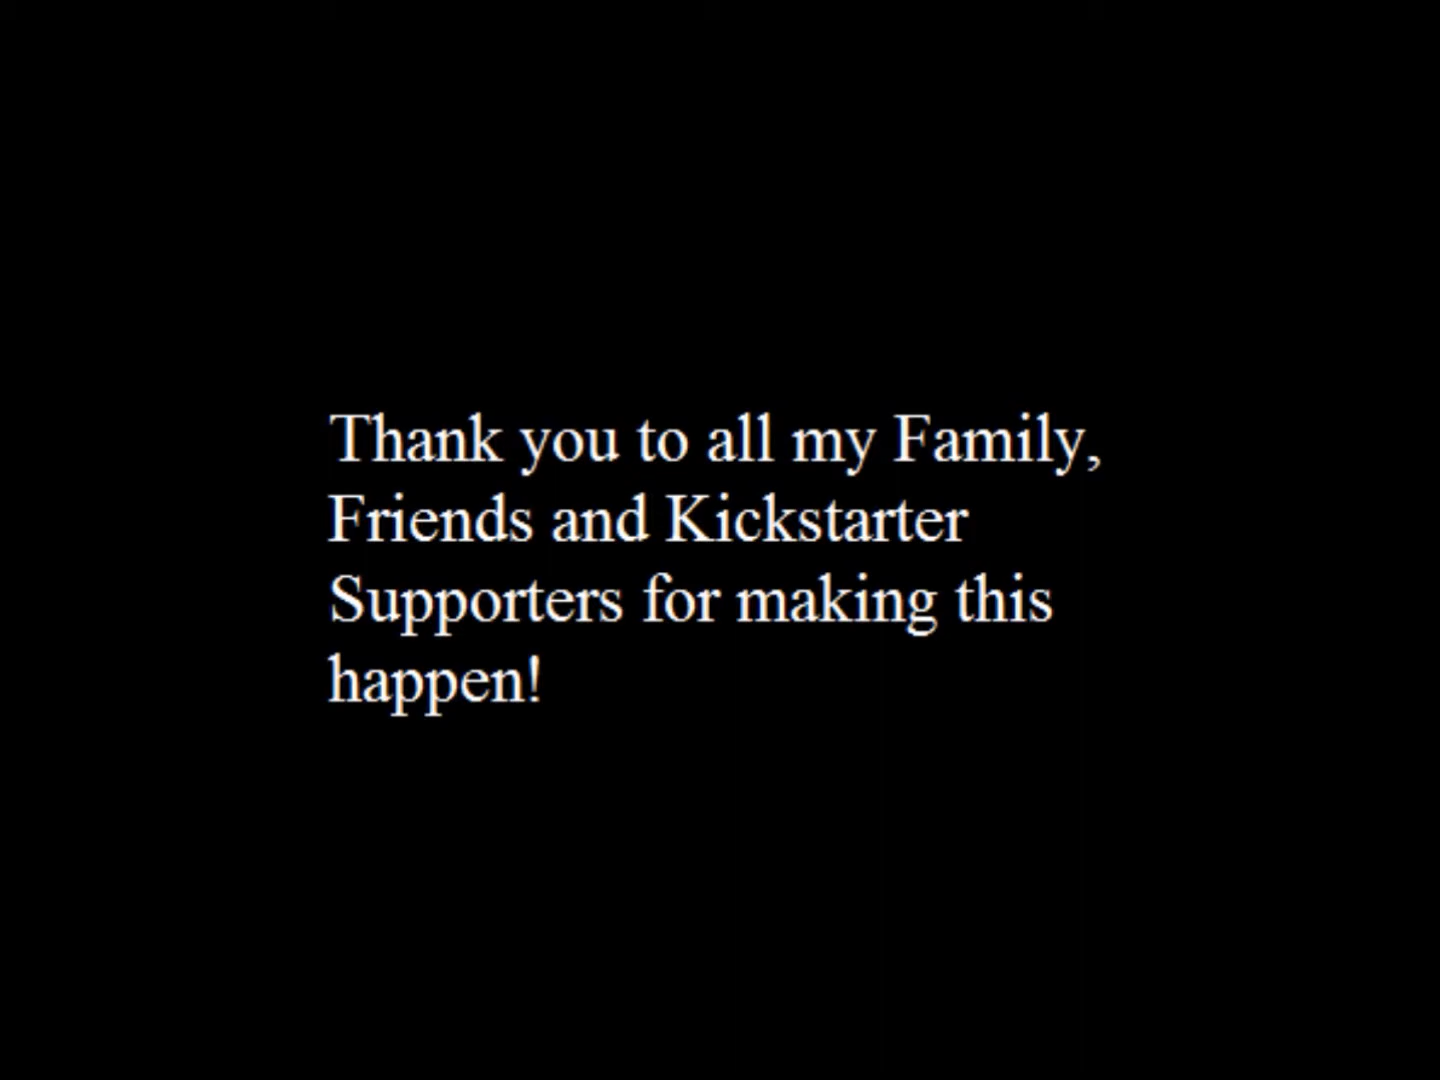 Thank you to all my Family,
Friends and Kickstarter
Supporters for making this
happen!